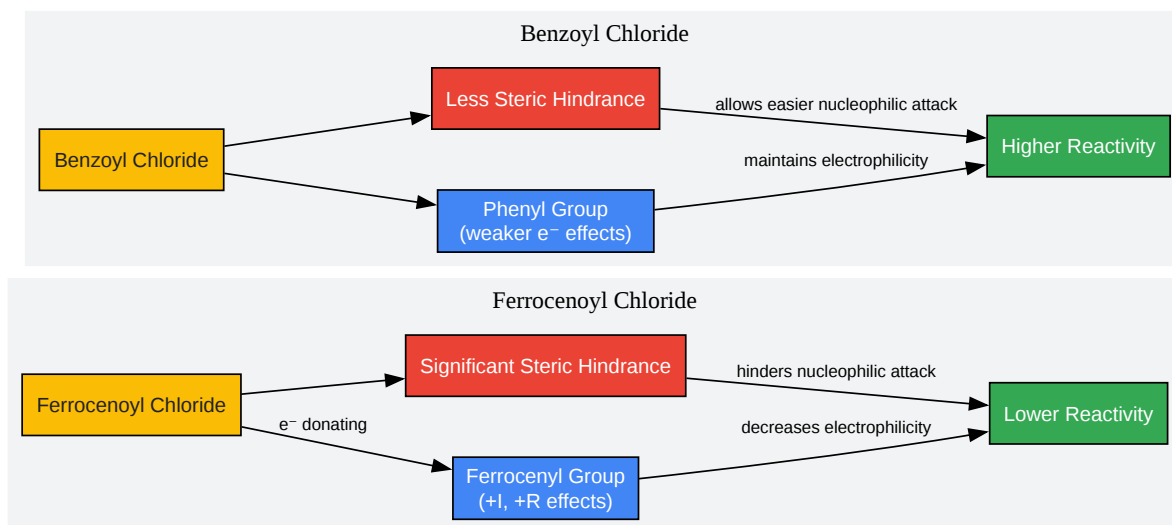 Benzoyl Chloride
Less Steric Hindrance
allows easier nucleophilic attack
Benzoyl Chloride
Higher Reactivity
maintains electrophilicity
Phenyl Group
(weaker e⁻ effects)
Ferrocenoyl Chloride
Significant Steric Hindrance
hinders nucleophilic attack
Ferrocenoyl Chloride
Lower Reactivity
e⁻ donating
decreases electrophilicity
Ferrocenyl Group
(+I, +R effects)